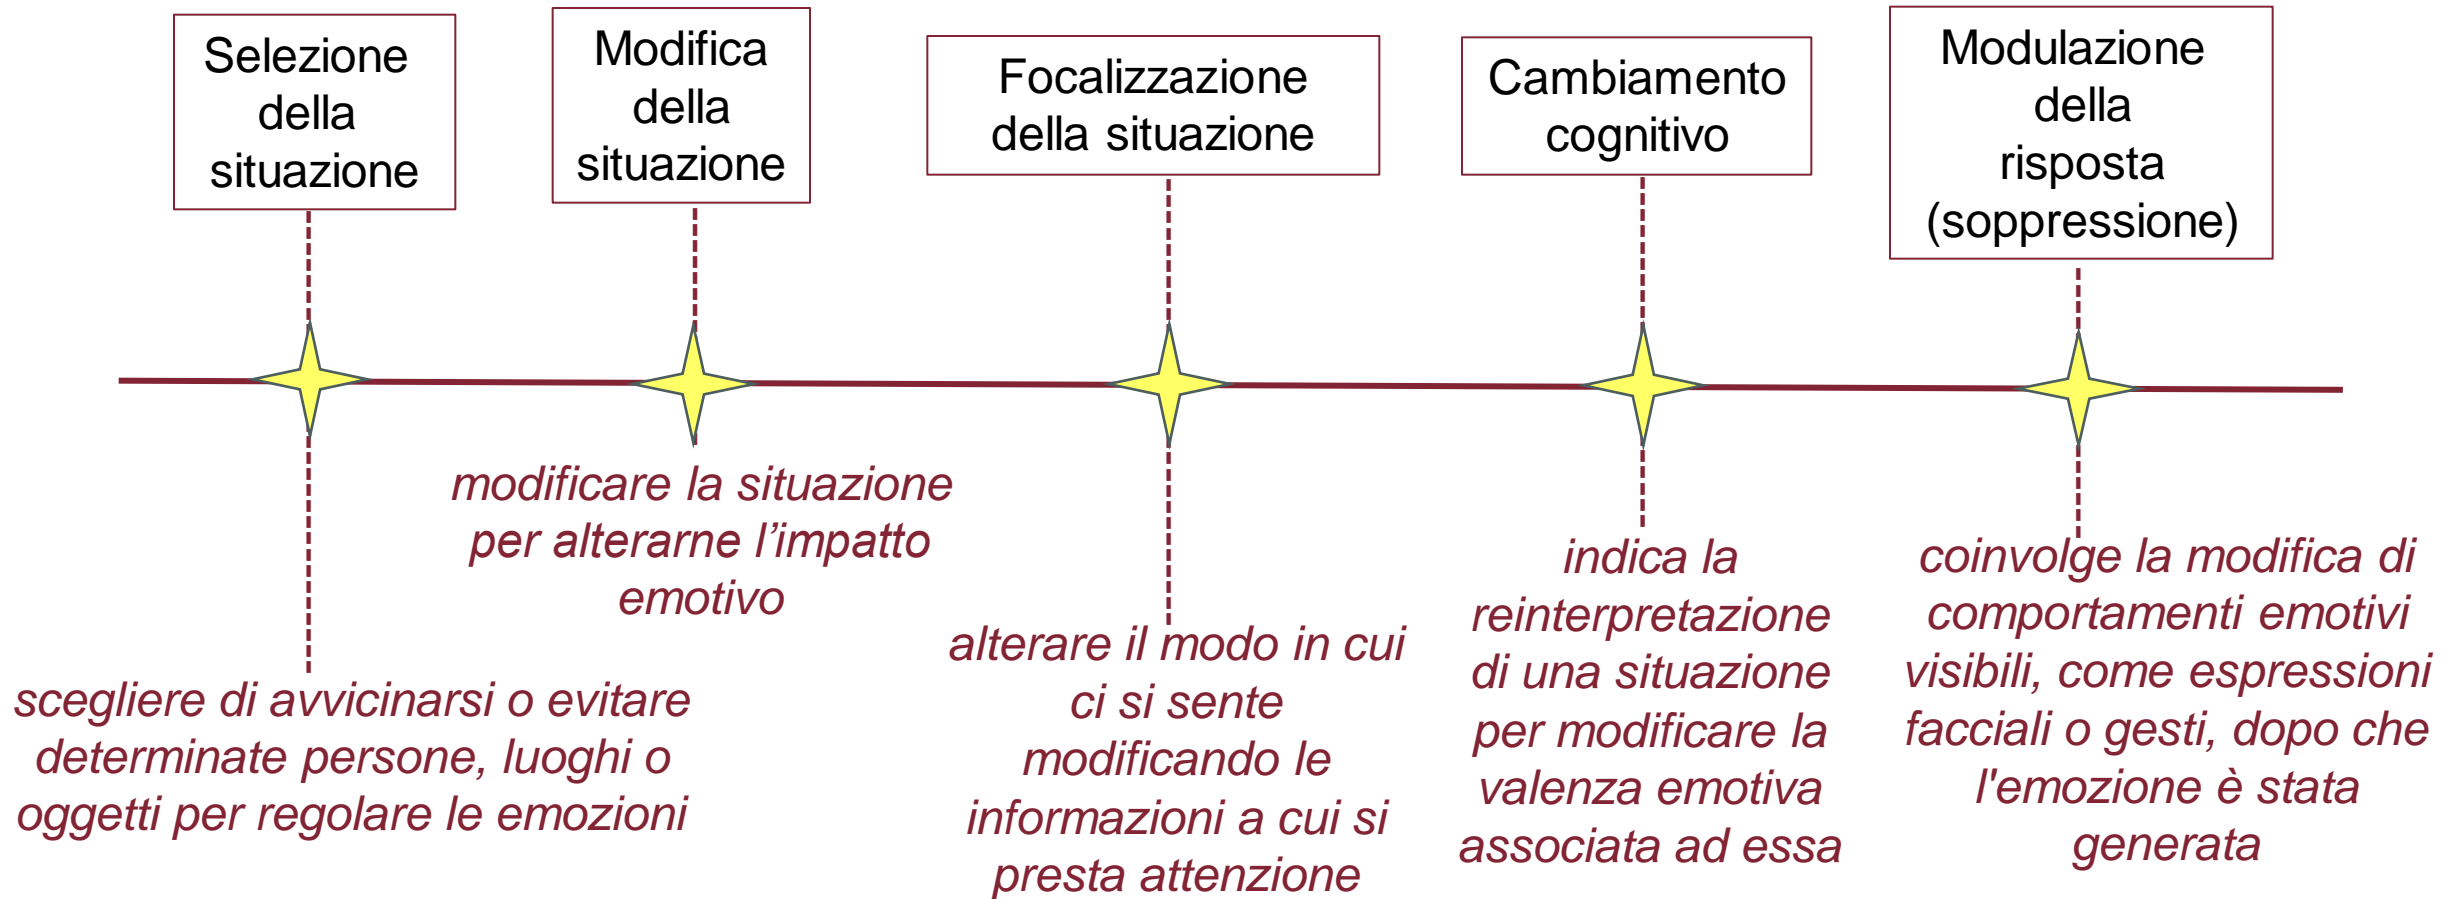 Selezione
della
situazione
Modifica
della
situazione
Focalizzazione
della situazione
Cambiamento
cognitivo
Modulazione
della
risposta
(soppressione)
scegliere di avvicinarsi o evitare
determinate persone, luoghi o
oggetti per regolare le emozioni
modificare la situazione
per alterarne l’impatto
emotivo
alterare il modo in cui
ci si sente
modificando le
informazioni a cui si
presta attenzione
indica la
reinterpretazione
di una situazione
per modificare la
valenza emotiva
associata ad essa
coinvolge la modifica di
comportamenti emotivi
visibili, come espressioni
facciali o gesti, dopo che
l'emozione è stata
generata